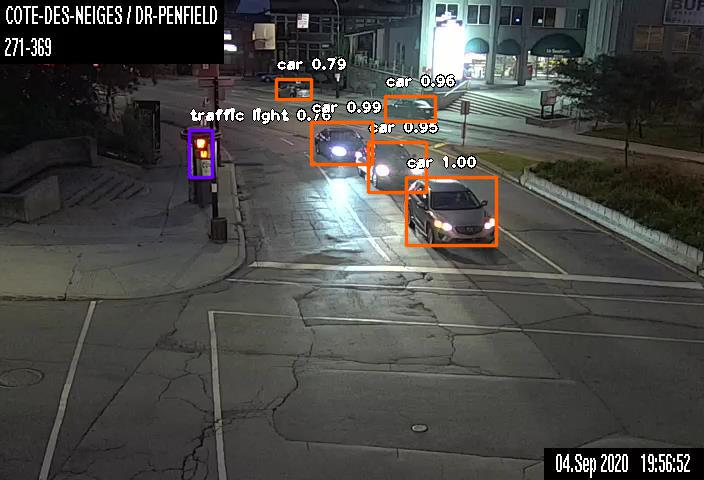 COTE-DES-NEIGES / DR-PENFIELD
271-369
car 0.79
car 0.96
traffic light 0.76
car 0.99
car 0.95
car 1.00
04.Sep 2020 19:56:52